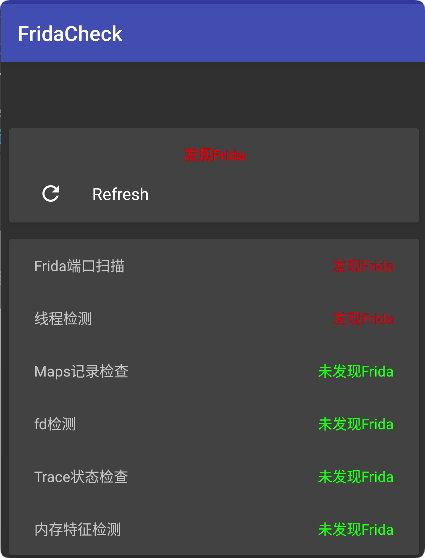 FridaCheck
发现Frida
Refresh
Frida端口扫描 发现Frida
线程检测 发现Frida
Maps记录检查 未发现Frida
fd检测 未发现Frida
Trace状态检查 未发现Frida
内存特征检测 未发现Frida